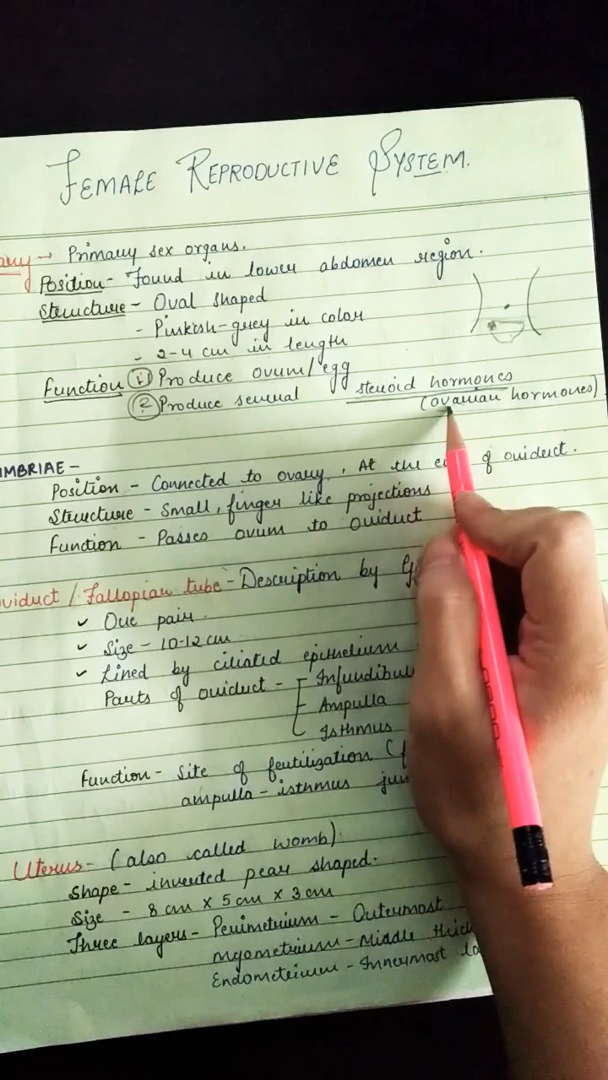 FEMALE REPRODUCTIVE SYSTEM.
→ Primary sex organs.
Position - Found in lower abdomen region.
Structure - Oval shaped
- Pinkish-grey in color
- 2-4 cm in length
Function ① Produce ovum/egg
② Produce several steroid hormones
(ovarian hormones)
IMBRIAE -
Position - Connected to ovary. At the of oviduct.
Structure - Small, finger like projections
Function - Passes ovum to oviduct
viduct / Fallopian tube - Description by
✓ One pair.
✓ Size - 10-12 cm
✓ Lined by ciliated epithelium
Parts of oviduct - Infundibul
Ampulla
Isthmus
Function - Site of fertilization (
ampulla - isthmus jun
Uterus - (also called womb)
Shape - inverted pear shaped.
Size - 8 cm x 5 cm x 3 cm
Three layers - Perimetrium - Outermost
Myometrium - Middle thick
Endometrium - Innermost